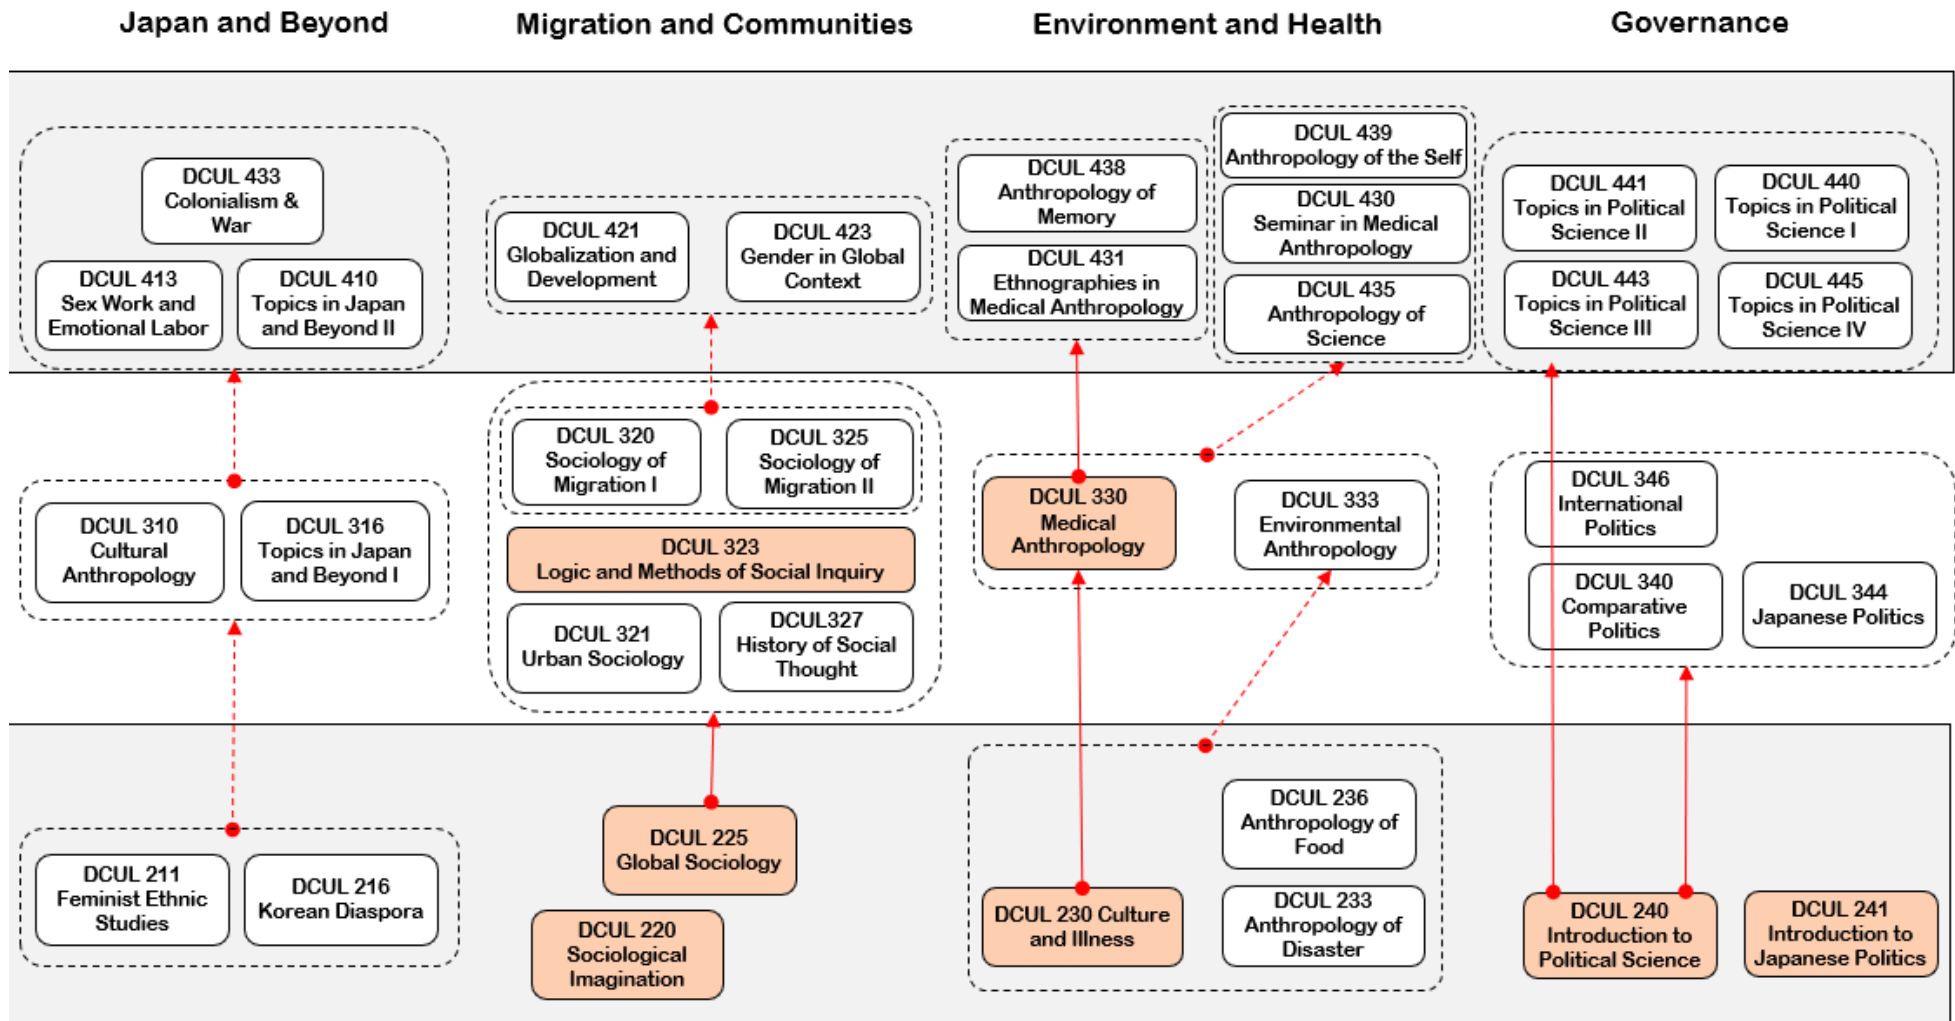 Japan and Beyond
Migration and Communities
Environment and Health
Governance
DCUL 433
Colonialism &
War
DCUL 413
Sex Work and
Emotional Labor
DCUL 410
Topics in Japan
and Beyond II
DCUL 421
Globalization and
Development
DCUL 423
Gender in Global
Context
DCUL 438
Anthropology of
Memory
DCUL 431
Ethnographies in
Medical Anthropology
DCUL 439
Anthropology of the Self
DCUL 430
Seminar in Medical
Anthropology
DCUL 435
Anthropology of
Science
DCUL 441
Topics in Political
Science II
DCUL 440
Topics in Political
Science I
DCUL 443
Topics in Political
Science III
DCUL 445
Topics in Political
Science IV
DCUL 310
Cultural
Anthropology
DCUL 316
Topics in Japan
and Beyond I
DCUL 320
Sociology of
Migration I
DCUL 325
Sociology of
Migration II
DCUL 323
Logic and Methods of Social Inquiry
DCUL 321
Urban Sociology
DCUL327
History of Social
Thought
DCUL 330
Medical
Anthropology
DCUL 333
Environmental
Anthropology
DCUL 346
International
Politics
DCUL 340
Comparative
Politics
DCUL 344
Japanese Politics
DCUL 211
Feminist Ethnic
Studies
DCUL 216
Korean Diaspora
DCUL 225
Global Sociology
DCUL 220
Sociological
Imagination
DCUL 236
Anthropology of
Food
DCUL 230 Culture
and Illness
DCUL 233
Anthropology of
Disaster
DCUL 240
Introduction to
Political Science
DCUL 241
Introduction to
Japanese Politics